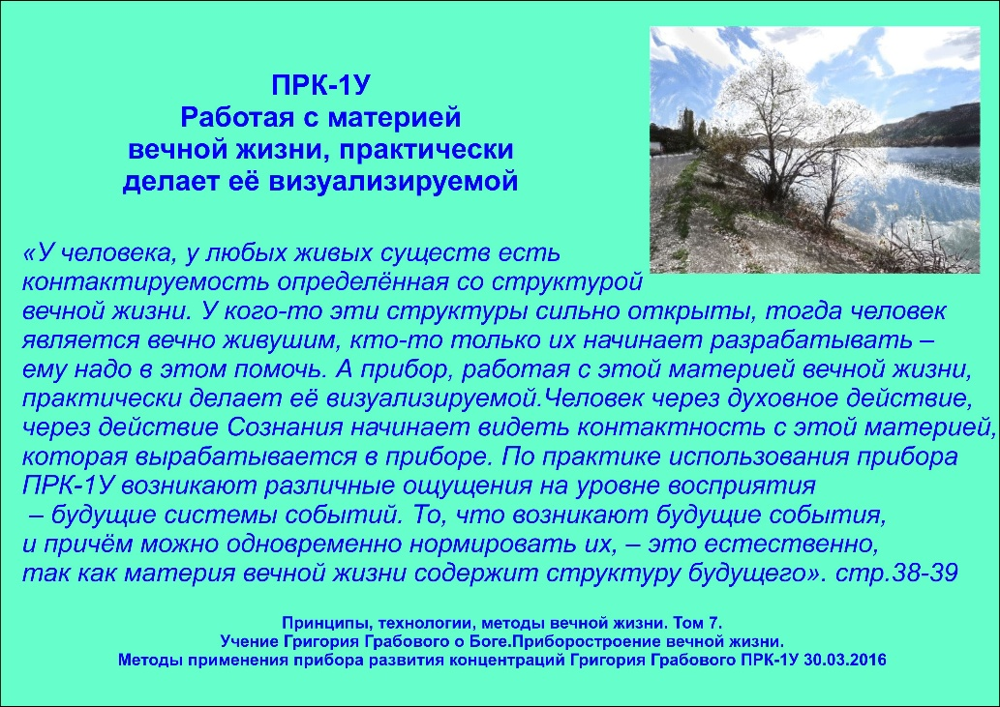 ПРК-1У
Работая с материей
вечной жизни, практически
делает её визуализируемой
«У человека, у любых живых существ есть
контактируемость определённая со структурой
вечной жизни. У кого-то эти структуры сильно открыты, тогда человек
является вечно живушим, кто-то только их начинает разрабатывать –
ему надо в этом помочь. А прибор, работая с этой материей вечной жизни,
практически делает её визуализируемой.Человек через духовное действие,
через действие Сознания начинает видеть контактность с этой материей,
которая вырабатывается в приборе. По практике использования прибора
ПРК-1У возникают различные ощущения на уровне восприятия
– будущие системы событий. То, что возникают будущие события,
и причём можно одновременно нормировать их, – это естественно,
так как материя вечной жизни содержит структуру будущего». стр.38-39
Принципы, технологии, методы вечной жизни. Том 7.
Учение Григория Грабового о Боге.Приборостроение вечной жизни.
Методы применения прибора развития концентраций Григория Грабового ПРК-1У 30.03.2016